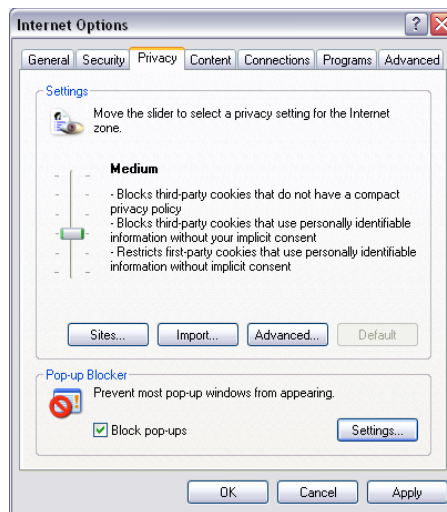 Internet Options
General Security Privacy Content Connections Programs Advanced
Settings
Move the slider to select a privacy setting for the Internet
zone.
Medium
- Blocks third-party cookies that do not have a compact
privacy policy
- Blocks third-party cookies that use personally identifiable
information without your implicit consent
- Restricts first-party cookies that use personally identifiable
information without implicit consent
Sites... Import... Advanced... Default
Pop-up Blocker
Prevent most pop-up windows from appearing.
Block pop-ups Settings...
OK Cancel Apply